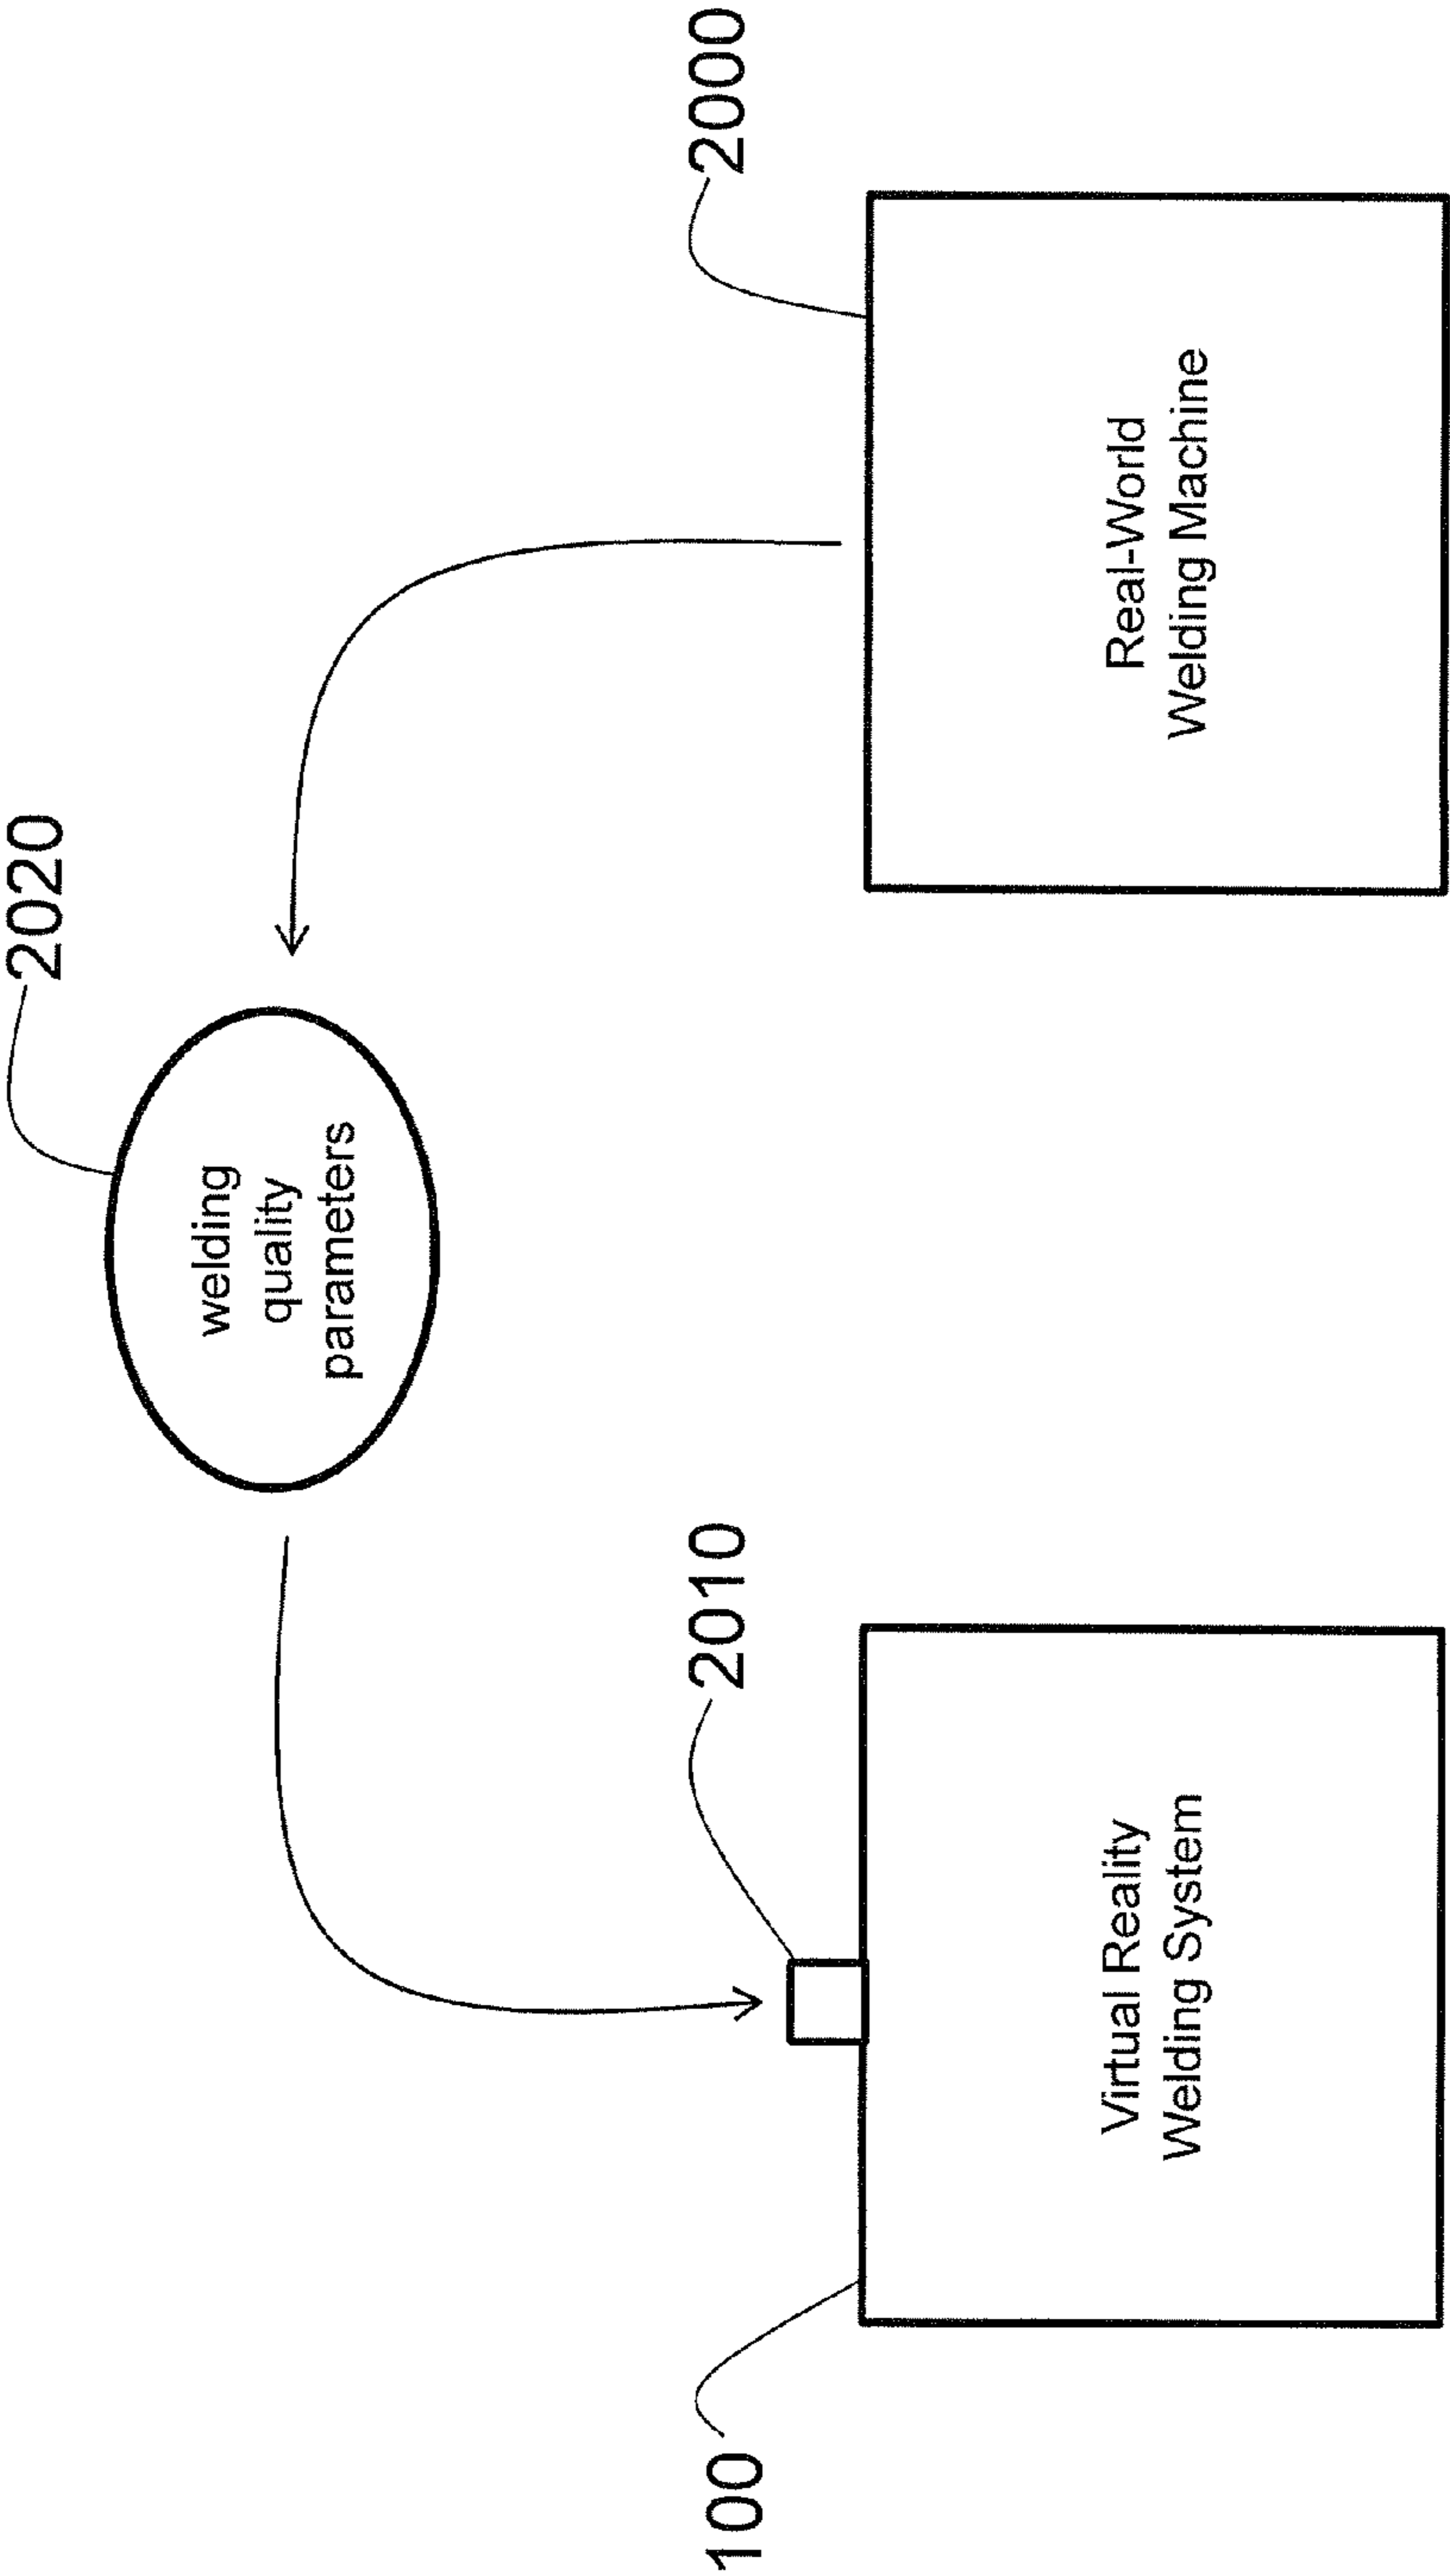 2020
welding
quality
parameters
2010
2000
100
Virtual Reality
Welding System
Real-World
Welding Machine